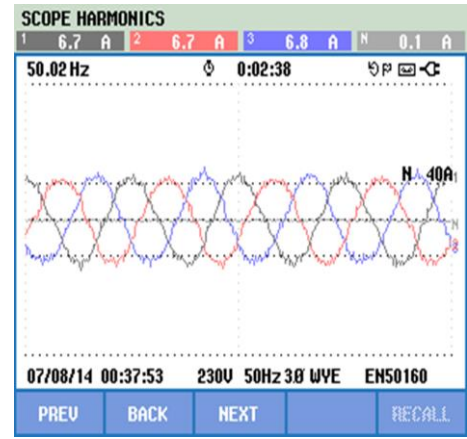 SCOPE HARMONICS
1 6.7 A 2 6.7 A 3 6.8 A N 0.1 A
50.02 Hz 0:02:38
N 40A
07/08/14 00:37:53 230V 50Hz 3Ø WYE EN50160
PREV BACK NEXT RECALL